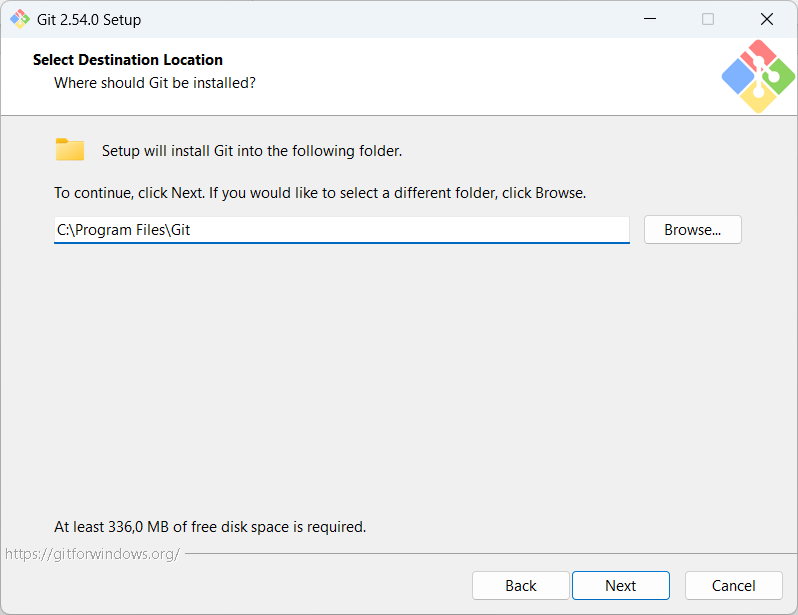 Git 2.54.0 Setup
Select Destination Location
Where should Git be installed?
Setup will install Git into the following folder.
To continue, click Next. If you would like to select a different folder, click Browse.
C:\Program Files\Git
Browse...
At least 336,0 MB of free disk space is required.
https://gitforwindows.org/
Back
Next
Cancel